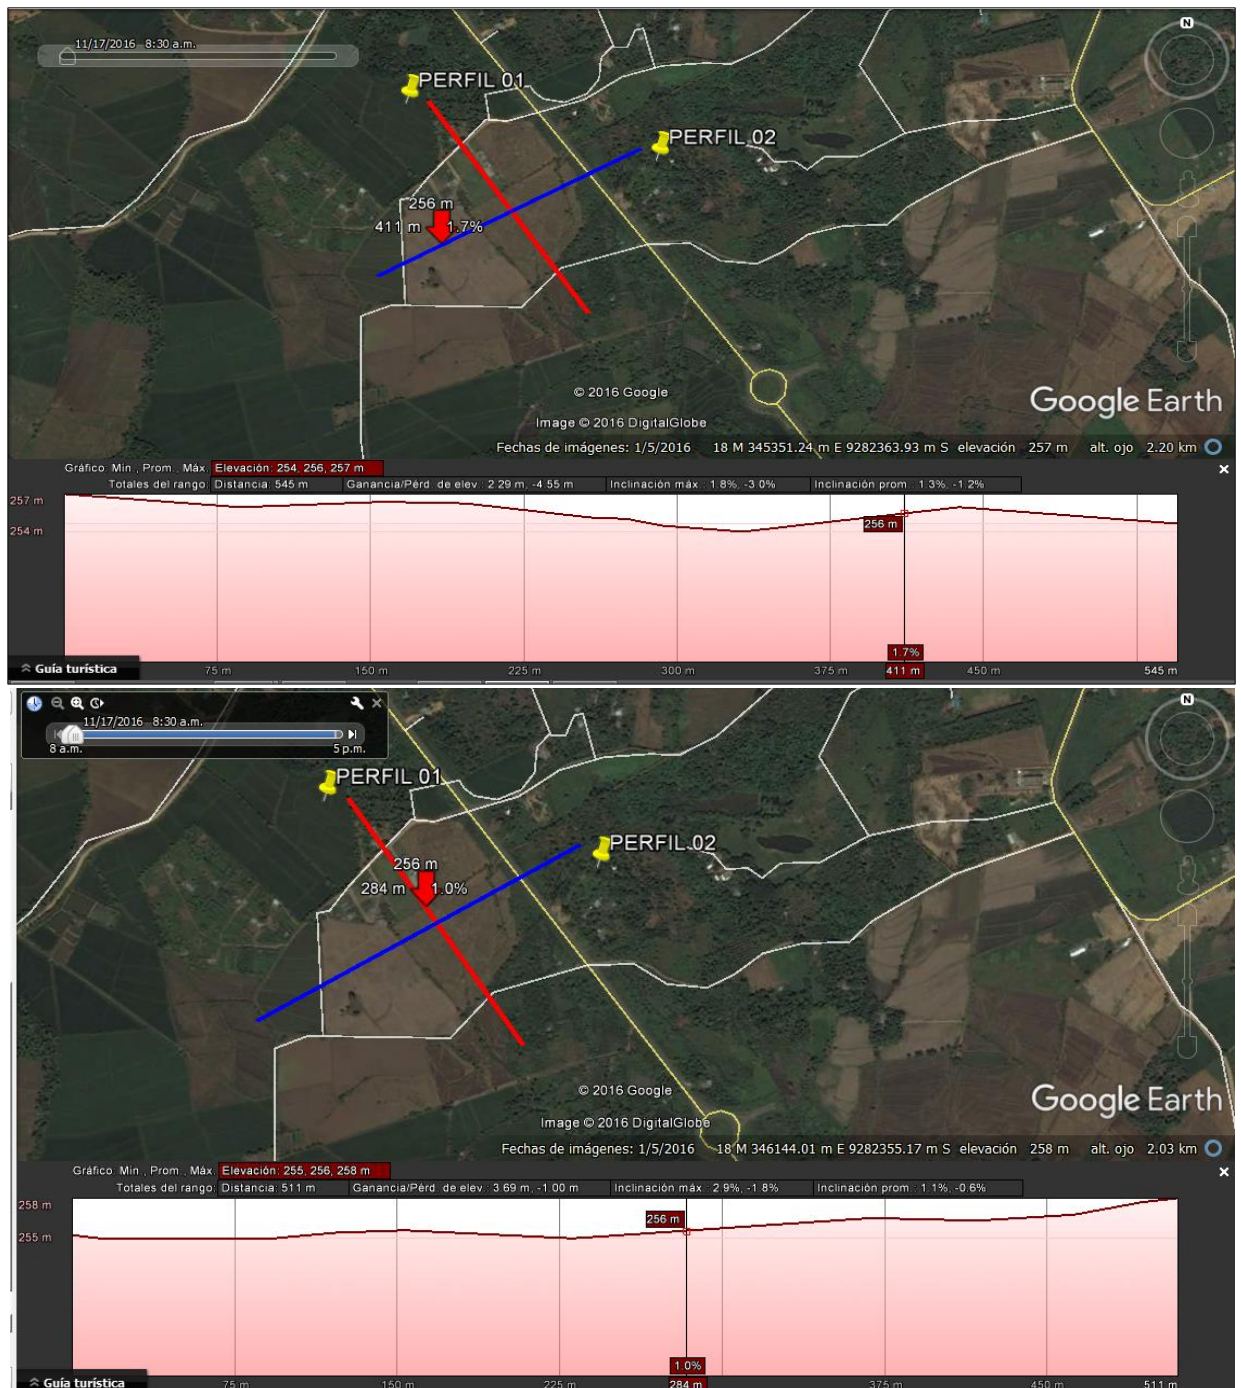 11/17/2016 8:30 a.m.
N
PERFIL 01
PERFIL 02
256 m
411 m 1.7%
© 2016 Google
Image © 2016 DigitalGlobe
Google Earth
Fechas de imágenes: 1/5/2016 18 M 345351.24 m E 9282363.93 m S elevación 257 m alt. ojo 2.20 km
Gráfico: Mín., Prom., Máx. Elevación: 254, 256, 257 m
Totales del rango: Distancia: 545 m Ganancia/Pérd. de elev.: 2.29 m, -4.55 m Inclinación máx.: 1.8%, -3.0% Inclinación prom.: 1.3%, -1.2%
257 m
254 m
256 m
1.7%
Guía turística
75 m 150 m 225 m 300 m 375 m 411 m 450 m 545 m
11/17/2016 8:30 a.m.
8 a.m. 5 p.m.
N
PERFIL 01
PERFIL 02
256 m
284 m 1.0%
© 2016 Google
Image © 2016 DigitalGlobe
Google Earth
Fechas de imágenes: 1/5/2016 18 M 346144.01 m E 9282355.17 m S elevación 258 m alt. ojo 2.03 km
Gráfico: Mín., Prom., Máx. Elevación: 255, 256, 258 m
Totales del rango: Distancia: 511 m Ganancia/Pérd. de elev.: 3.69 m, -1.00 m Inclinación máx.: 2.9%, -1.8% Inclinación prom.: 1.1%, -0.6%
258 m
255 m
256 m
1.0%
Guía turística
75 m 150 m 225 m 284 m 375 m 450 m 511 m